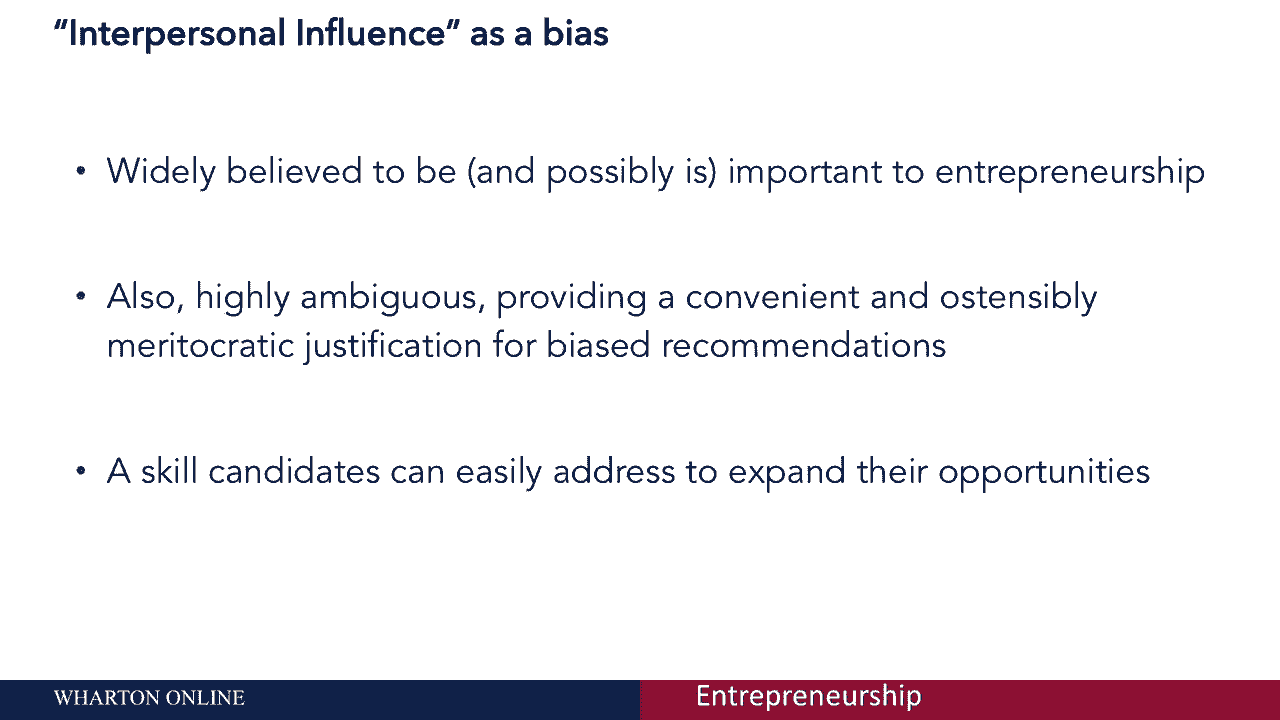 “Interpersonal Influence” as a bias
• Widely believed to be (and possibly is) important to entrepreneurship
• Also, highly ambiguous, providing a convenient and ostensibly
meritocratic justification for biased recommendations
• A skill candidates can easily address to expand their opportunities
WHARTON ONLINE
Entrepreneurship